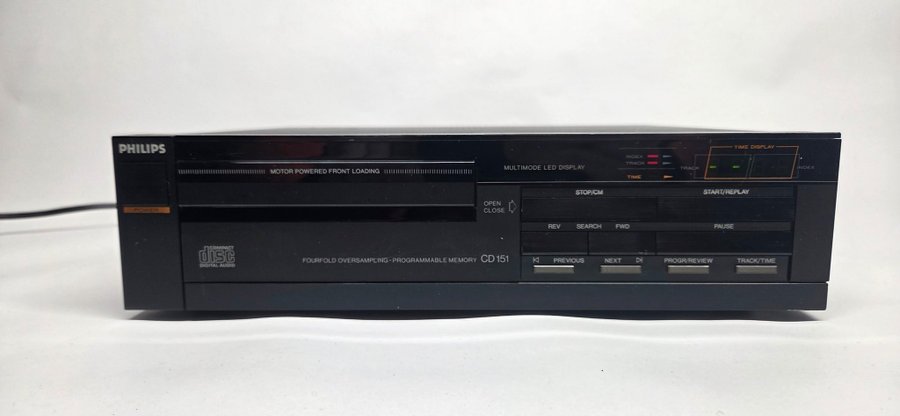 PHILIPS
MOTOR POWERED FRONT LOADING
MULTIMODE LED DISPLAY
INDEX
TRACK
TIME
TIME DISPLAY
TRACK
INDEX
POWER
OPEN
CLOSE
STOP/CM
START/REPLAY
REV
SEARCH
FWD
PAUSE
COMPACT
disc
DIGITAL AUDIO
FOURFOLD OVERSAMPLING · PROGRAMMABLE MEMORY CD 151
PREVIOUS
NEXT
PROGR/REVIEW
TRACK/TIME